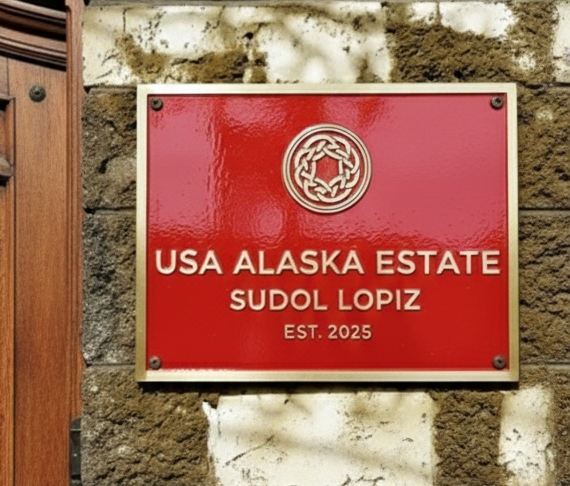 USA ALASKA ESTATE
SUDOL LOPIZ
EST. 2025